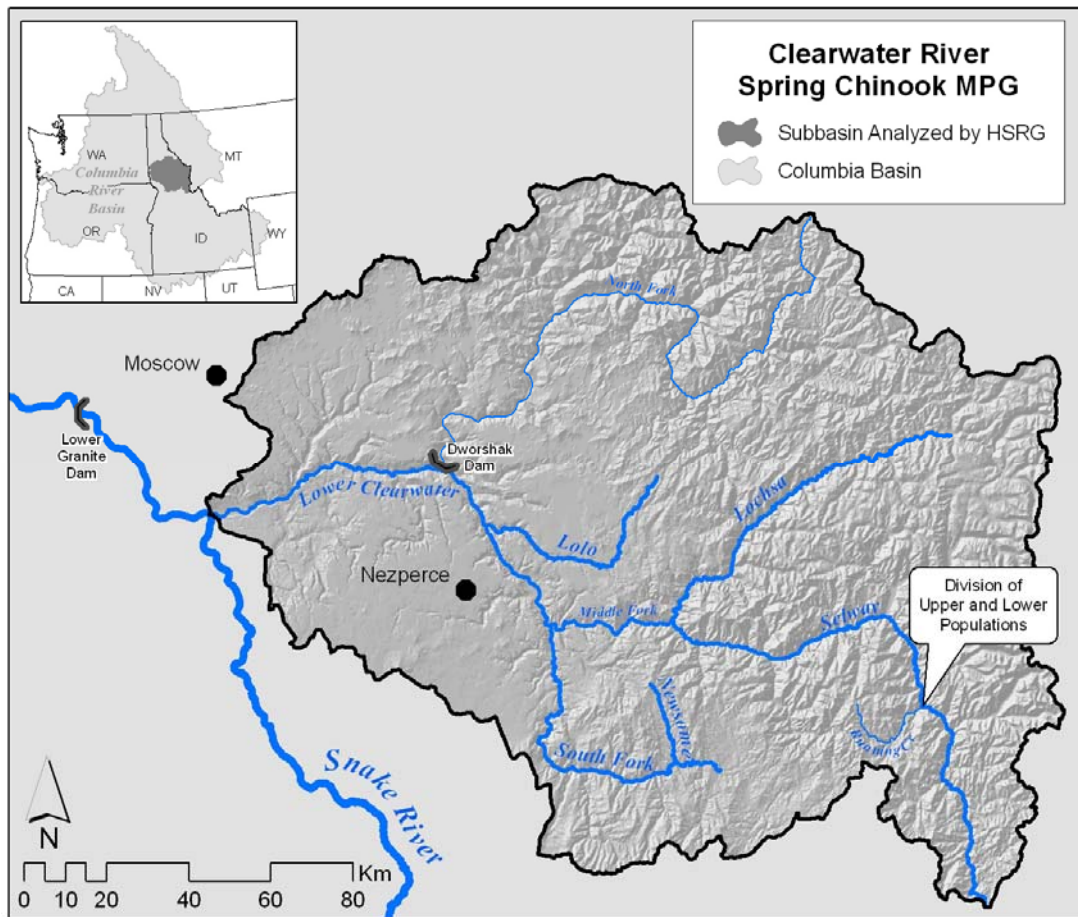 Clearwater River
Spring Chinook MPG
Subbasin Analyzed by HSRG
Columbia Basin
WA
MT
Columbia
River
Basin
OR
ID
WY
CA
NV
UT
Moscow
North Fork
Lower
Granite
Dam
Dworshak
Dam
Lower Clearwater
Lochsa
Lolo
Nezperce
Division of
Upper and Lower
Populations
Middle Fork
Selway
Newsome
Running Cr
South Fork
Snake River
N
Km
0 5 10 20 40 60 80